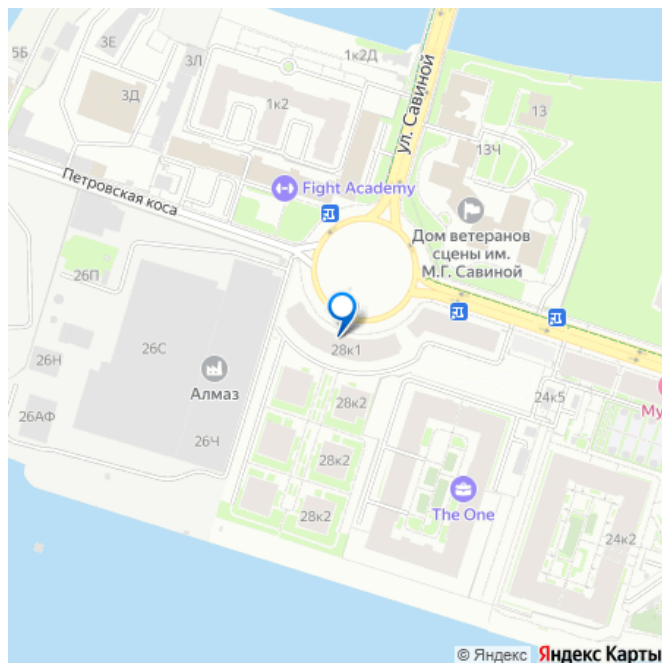 5Б
3Е
3Л
1к2Д
3Д
1к2
ул. Савиной
13
13Ч
Петровская коса
Fight Academy
Дом ветеранов
сцены им.
М.Г. Савиной
26П
26С
28к1
26Н
Алмаз
28к2
24к5
My
26АФ
26Ч
28к2
The One
28к2
24к2
© Яндекс Яндекс Карты